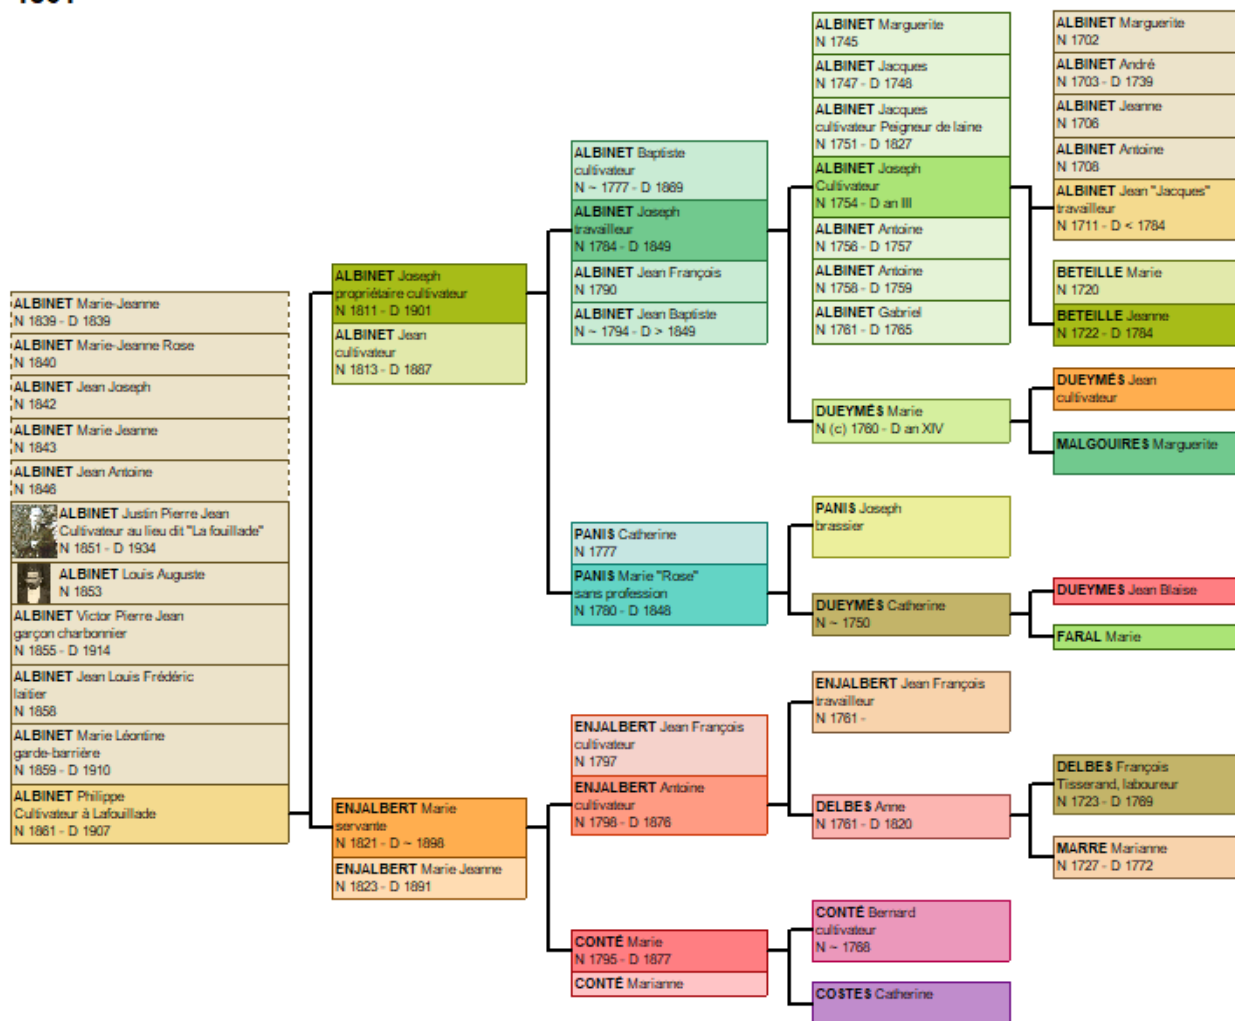 ALBINET Marie-Jeanne
N 1839 - D 1839
ALBINET Marie-Jeanne Rose
N 1840
ALBINET Jean Joseph
N 1842
ALBINET Marie Jeanne
N 1843
ALBINET Jean Antoine
N 1846
ALBINET Justin Pierre Jean
Cultivateur au lieu dit "La fouillade"
N 1851 - D 1934
ALBINET Louis Auguste
N 1853
ALBINET Victor Pierre Jean
garçon charbonnier
N 1855 - D 1914
ALBINET Jean Louis Frédéric
laitier
N 1858
ALBINET Marie Léontine
garde-barrière
N 1859 - D 1910
ALBINET Philippe
Cultivateur à Lafouillade
N 1861 - D 1907
ALBINET Joseph
propriétaire cultivateur
N 1811 - D 1901
ALBINET Jean
cultivateur
N 1813 - D 1887
ENJALBERT Marie
servante
N 1821 - D ~ 1898
ENJALBERT Marie Jeanne
N 1823 - D 1891
ALBINET Baptiste
cultivateur
N ~ 1777 - D 1869
ALBINET Joseph
travailleur
N 1784 - D 1849
ALBINET Jean François
N 1790
ALBINET Jean Baptiste
N ~ 1794 - D > 1849
PANIS Catherine
N 1777
PANIS Marie "Rose"
sans profession
N 1780 - D 1848
ENJALBERT Jean François
cultivateur
N 1797
ENJALBERT Antoine
cultivateur
N 1798 - D 1876
CONTÉ Marie
N 1795 - D 1877
CONTÉ Marianne
ALBINET Marguerite
N 1745
ALBINET Jacques
N 1747 - D 1748
ALBINET Jacques
cultivateur Peigneur de laine
N 1751 - D 1827
ALBINET Joseph
Cultivateur
N 1754 - D an III
ALBINET Antoine
N 1756 - D 1757
ALBINET Antoine
N 1758 - D 1759
ALBINET Gabriel
N 1761 - D 1765
DUEYMÉS Marie
N (c) 1760 - D an XIV
PANIS Joseph
brassier
DUEYMÉS Catherine
N ~ 1750
ENJALBERT Jean François
travailleur
N 1761 -
DELBES Anne
N 1761 - D 1820
CONTÉ Bernard
cultivateur
N ~ 1768
COSTES Catherine
ALBINET Marguerite
N 1702
ALBINET André
N 1703 - D 1739
ALBINET Jeanne
N 1706
ALBINET Antoine
N 1708
ALBINET Jean "Jacques"
travailleur
N 1711 - D < 1784
BETEILLE Marie
N 1720
BETEILLE Jeanne
N 1722 - D 1784
DUEYMÉS Jean
cultivateur
MALGOUIRES Marguerite
DUEYMES Jean Blaise
FARAL Marie
DELBES François
Tisserand, laboureur
N 1723 - D 1769
MARRE Marianne
N 1727 - D 1772